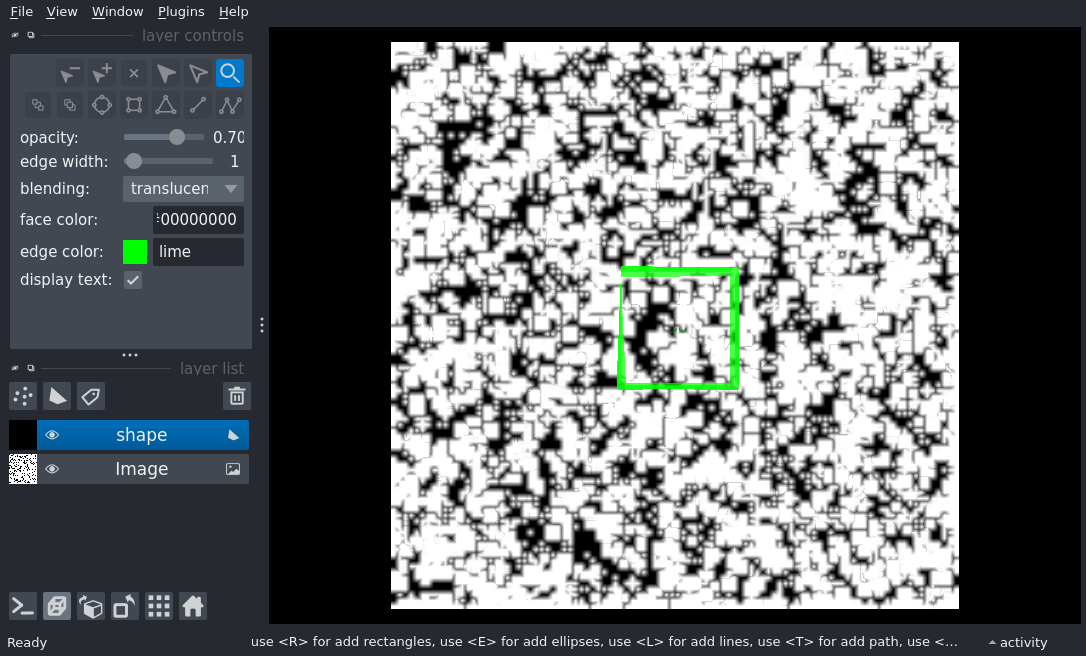 File View Window Plugins Help
layer controls
opacity: 0.70
edge width: 1
blending: translucen
face color: 00000000
edge color: lime
display text:
layer list
shape
Image
Ready use <R> for add rectangles, use <E> for add ellipses, use <L> for add lines, use <T> for add path, use <... activity